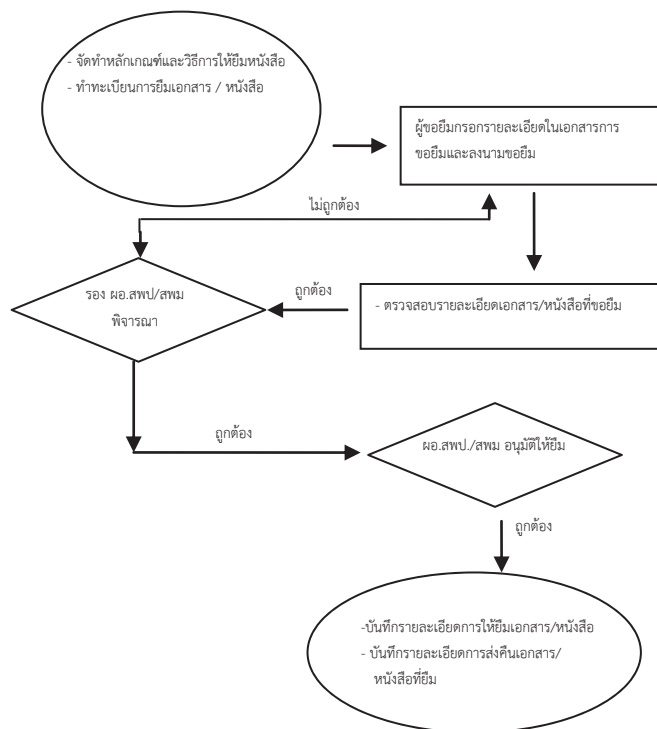 - จัดทำหลักเกณฑ์และวิธีการให้ยืมหนังสือ
- ทำทะเบียนการยืมเอกสาร / หนังสือ
ผู้ขอยืมกรอกรายละเอียดในเอกสารการ
ขอยืมและลงนามขอยืม
ไม่ถูกต้อง
รอง ผอ.สพป/สพม
พิจารณา
ถูกต้อง
- ตรวจสอบรายละเอียดเอกสาร/หนังสือที่ขอยืม
ถูกต้อง
ผอ.สพป./สพม อนุมัติให้ยืม
ถูกต้อง
-บันทึกรายละเอียดการให้ยืมเอกสาร/หนังสือ
- บันทึกรายละเอียดการส่งคืนเอกสาร/
หนังสือที่ยืม